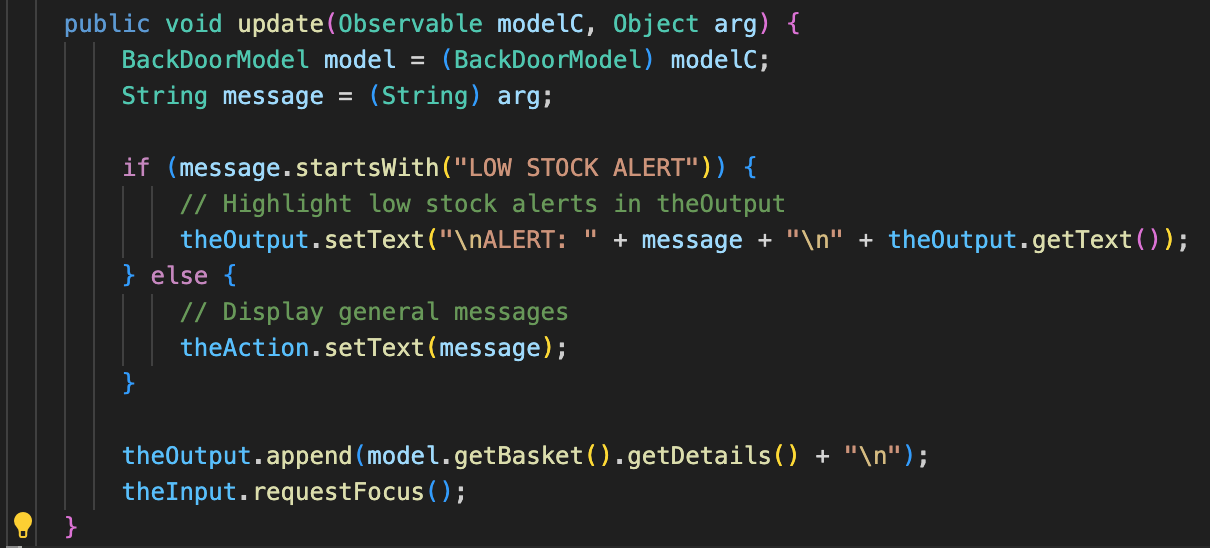 public void update(Observable modelC, Object arg) {
    BackDoorModel model = (BackDoorModel) modelC;
    String message = (String) arg;

    if (message.startsWith("LOW STOCK ALERT")) {
        // Highlight low stock alerts in theOutput
        theOutput.setText("\nALERT: " + message + "\n" + theOutput.getText());
    } else {
        // Display general messages
        theAction.setText(message);
    }

    theOutput.append(model.getBasket().getDetails() + "\n");
    theInput.requestFocus();
}